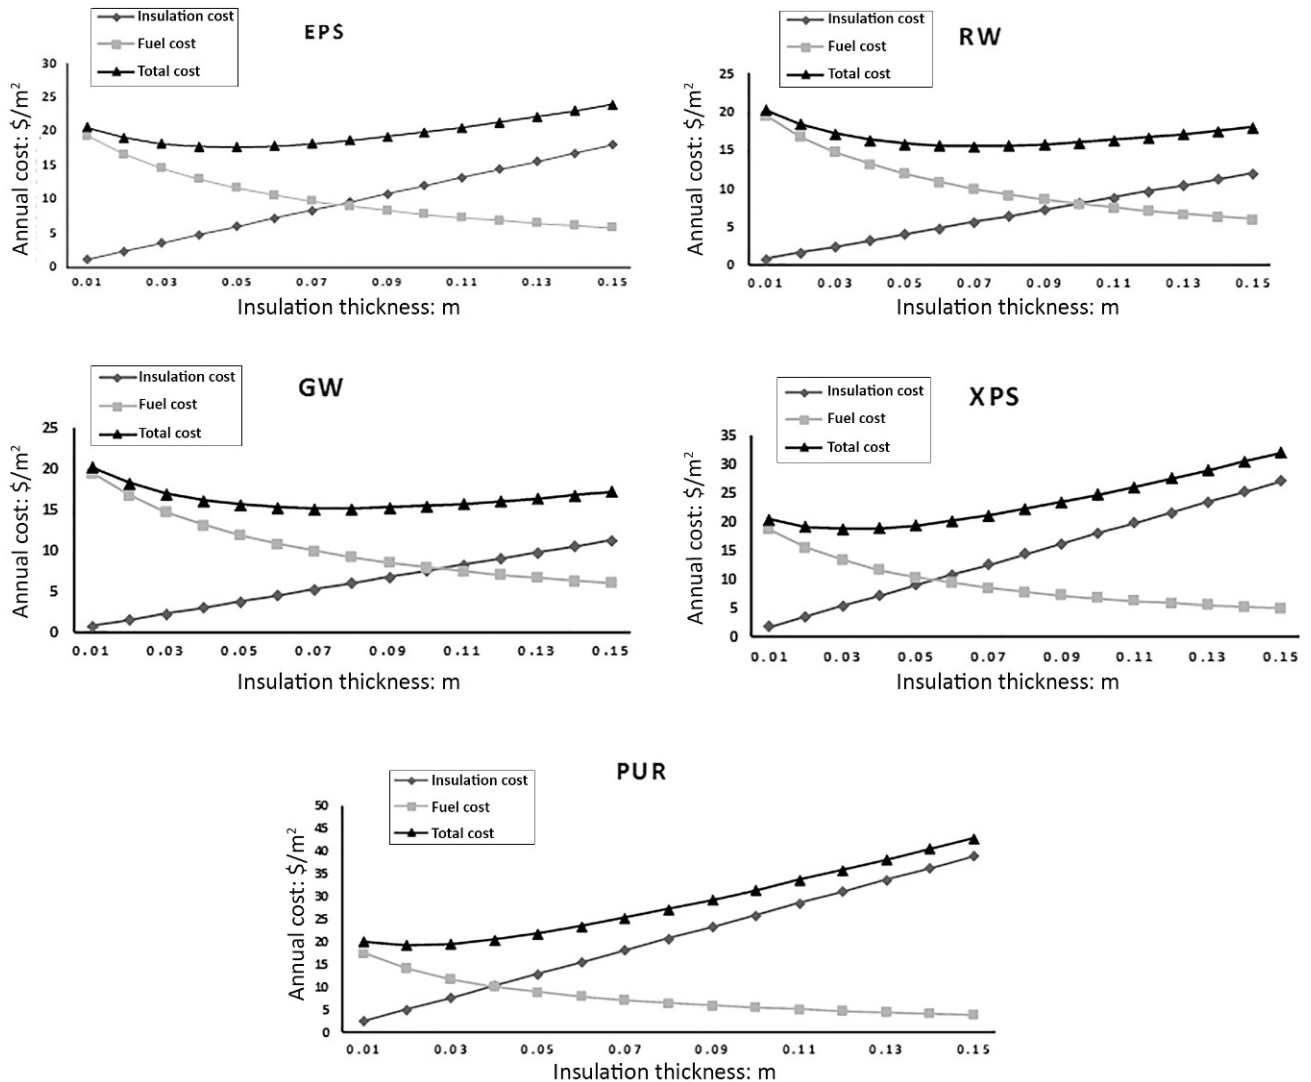 EPS
Insulation cost
Fuel cost
Total cost
Annual cost: $/m²
30
25
20
15
10
5
0
0.01 0.03 0.05 0.07 0.09 0.11 0.13 0.15
Insulation thickness: m
RW
Insulation cost
Fuel cost
Total cost
Annual cost: $/m²
25
20
15
10
5
0
0.01 0.03 0.05 0.07 0.09 0.11 0.13 0.15
Insulation thickness: m
GW
Insulation cost
Fuel cost
Total cost
Annual cost: $/m²
25
20
15
10
5
0
0.01 0.03 0.05 0.07 0.09 0.11 0.13 0.15
Insulation thickness: m
XPS
Insulation cost
Fuel cost
Total cost
Annual cost: $/m²
35
30
25
20
15
10
5
0
0.01 0.03 0.05 0.07 0.09 0.11 0.13 0.15
Insulation thickness: m
PUR
Insulation cost
Fuel cost
Total cost
Annual cost: $/m²
50
45
40
35
30
25
20
15
10
5
0
0.01 0.03 0.05 0.07 0.09 0.11 0.13 0.15
Insulation thickness: m